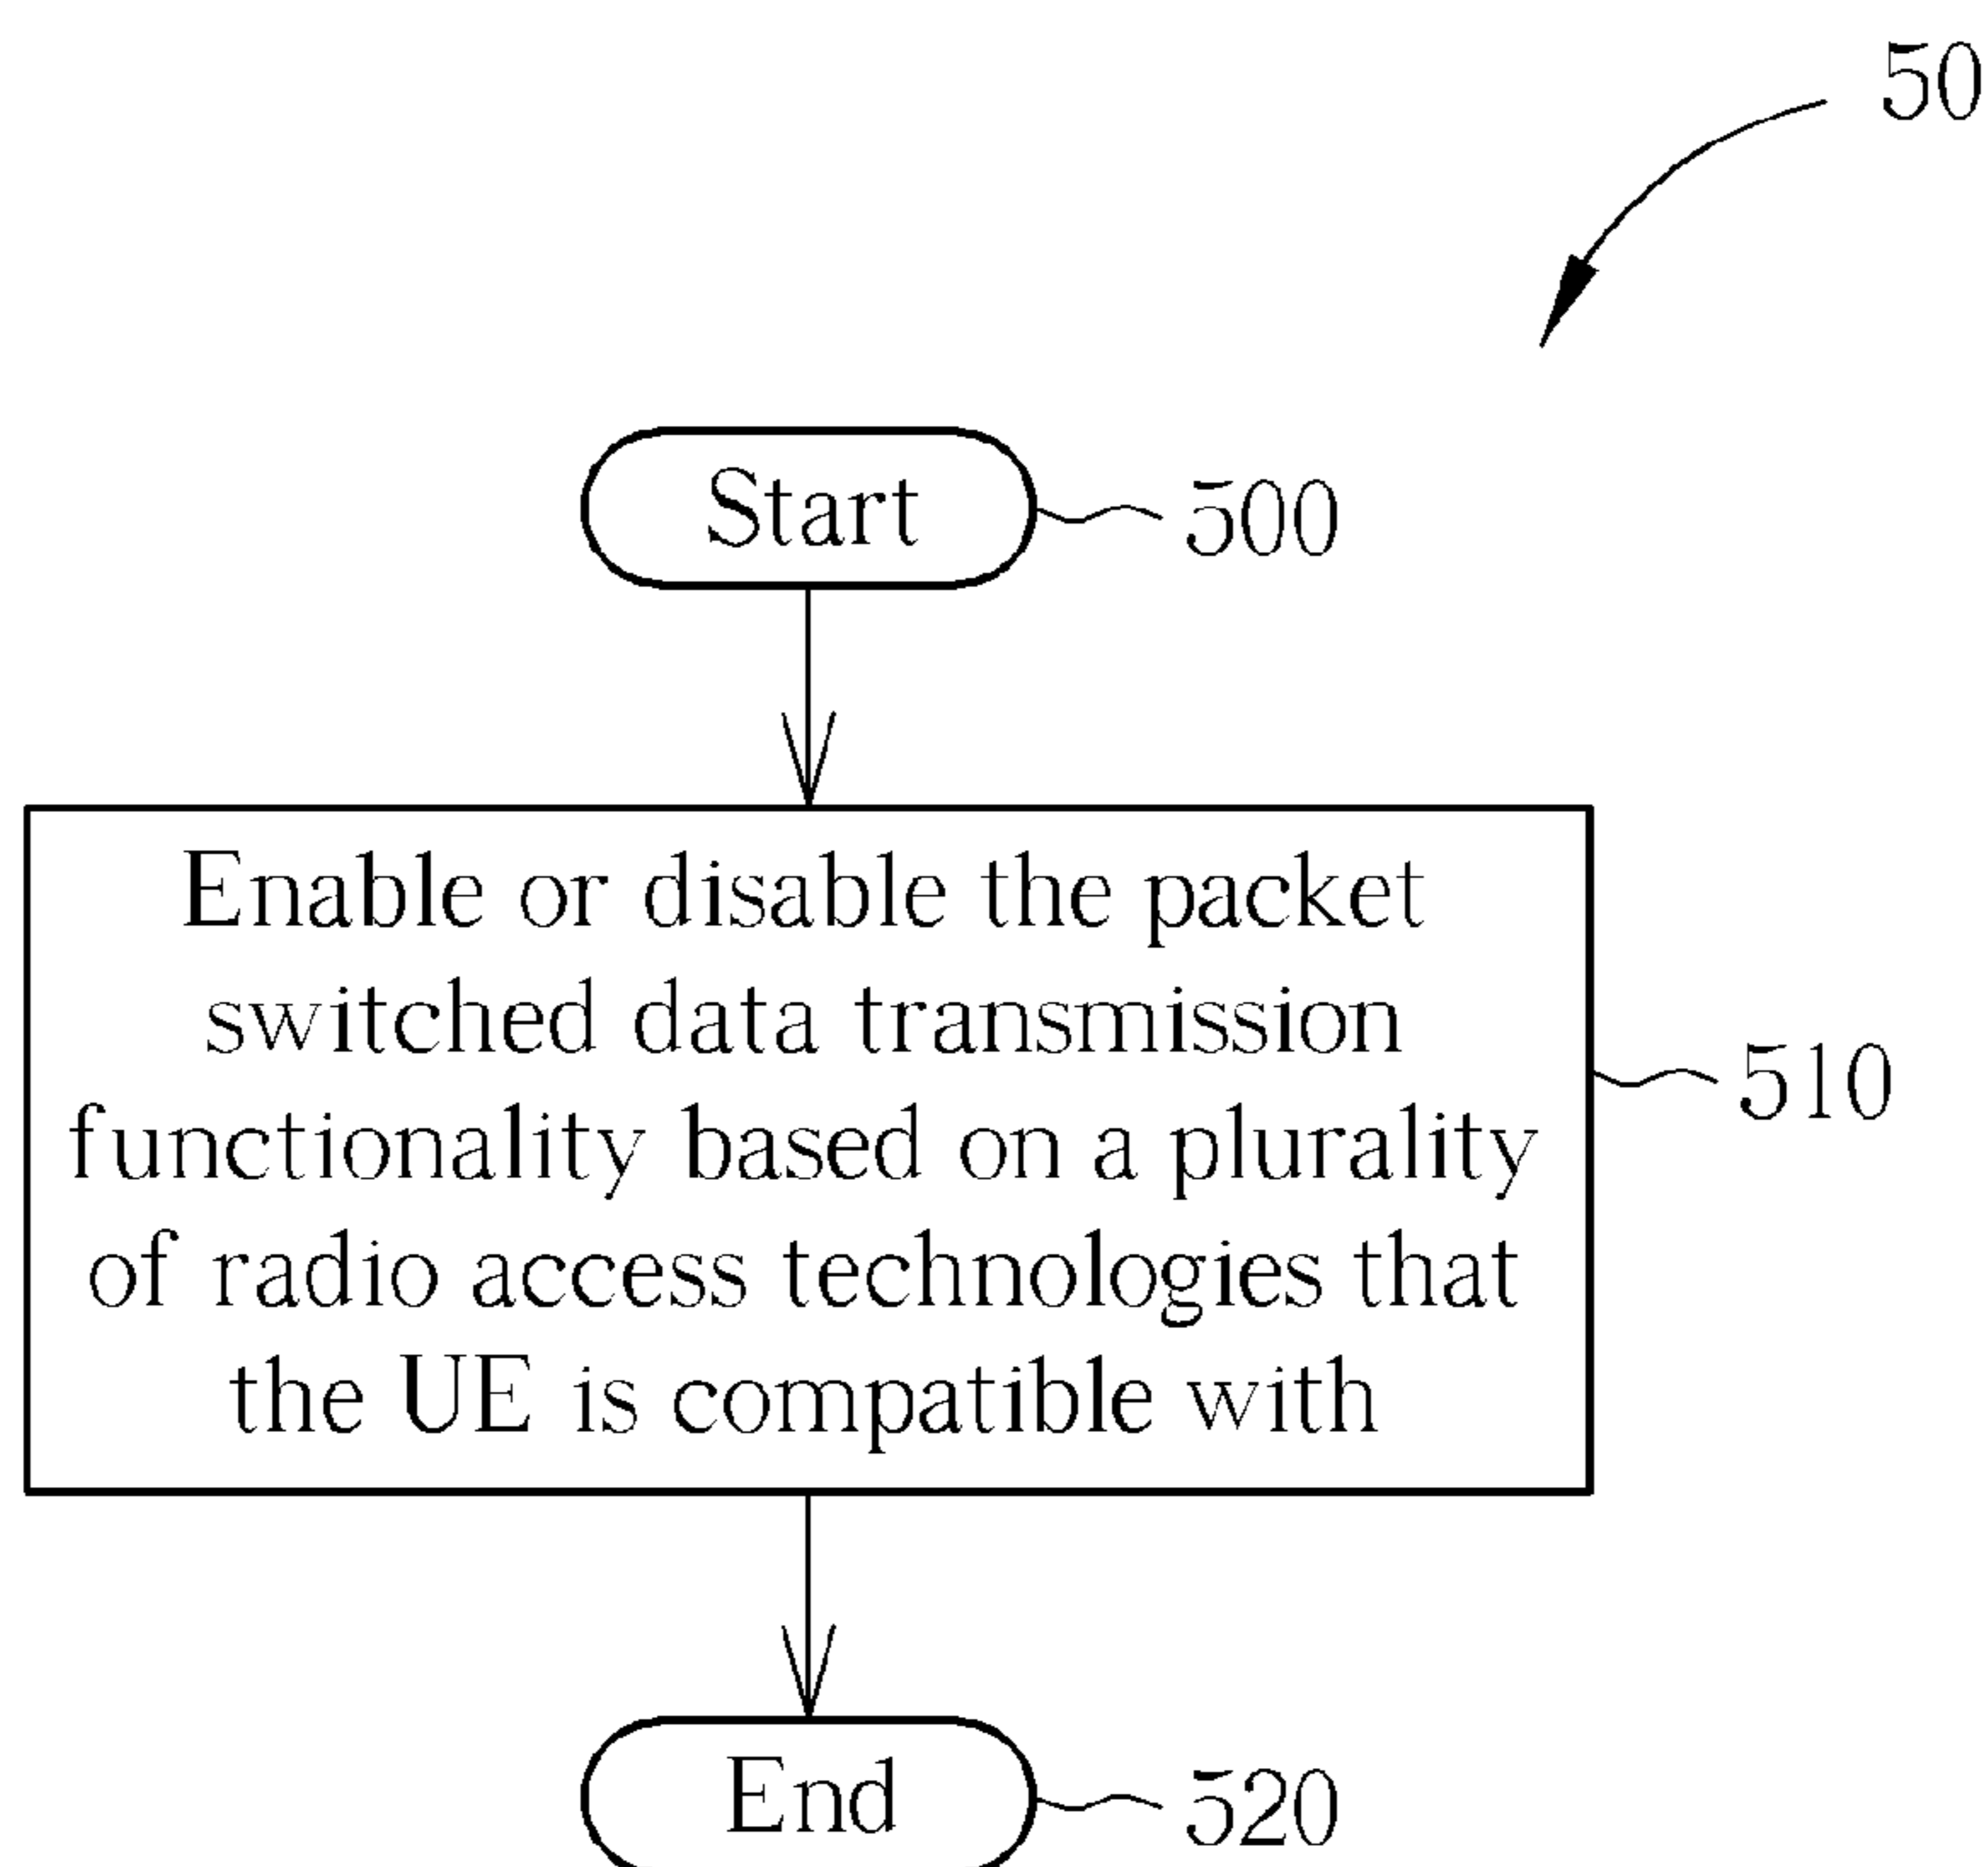 50
Start
500
Enable or disable the packet
switched data transmission
functionality based on a plurality
of radio access technologies that
the UE is compatible with
510
End
520